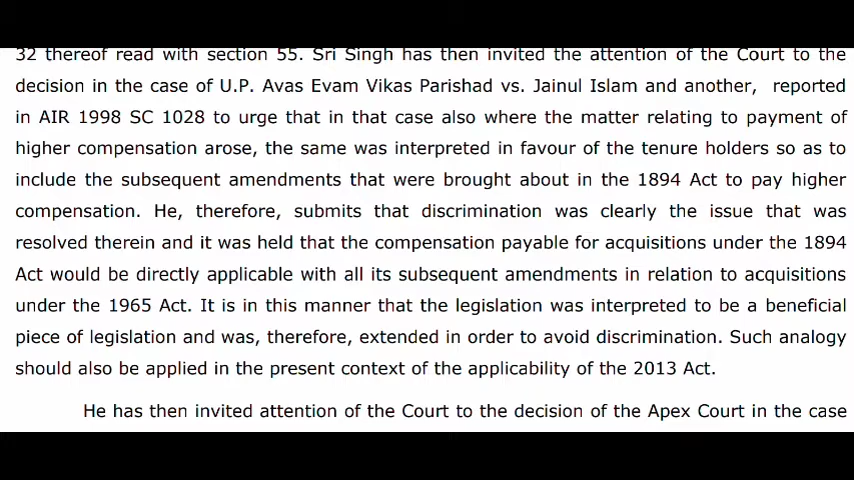 32 thereof read with section 55. Sri Singh has then invited the attention of the Court to the
decision in the case of U.P. Avas Evam Vikas Parishad vs. Jainul Islam and another, reported
in AIR 1998 SC 1028 to urge that in that case also where the matter relating to payment of
higher compensation arose, the same was interpreted in favour of the tenure holders so as to
include the subsequent amendments that were brought about in the 1894 Act to pay higher
compensation. He, therefore, submits that discrimination was clearly the issue that was
resolved therein and it was held that the compensation payable for acquisitions under the 1894
Act would be directly applicable with all its subsequent amendments in relation to acquisitions
under the 1965 Act. It is in this manner that the legislation was interpreted to be a beneficial
piece of legislation and was, therefore, extended in order to avoid discrimination. Such analogy
should also be applied in the present context of the applicability of the 2013 Act.
He has then invited attention of the Court to the decision of the Apex Court in the case